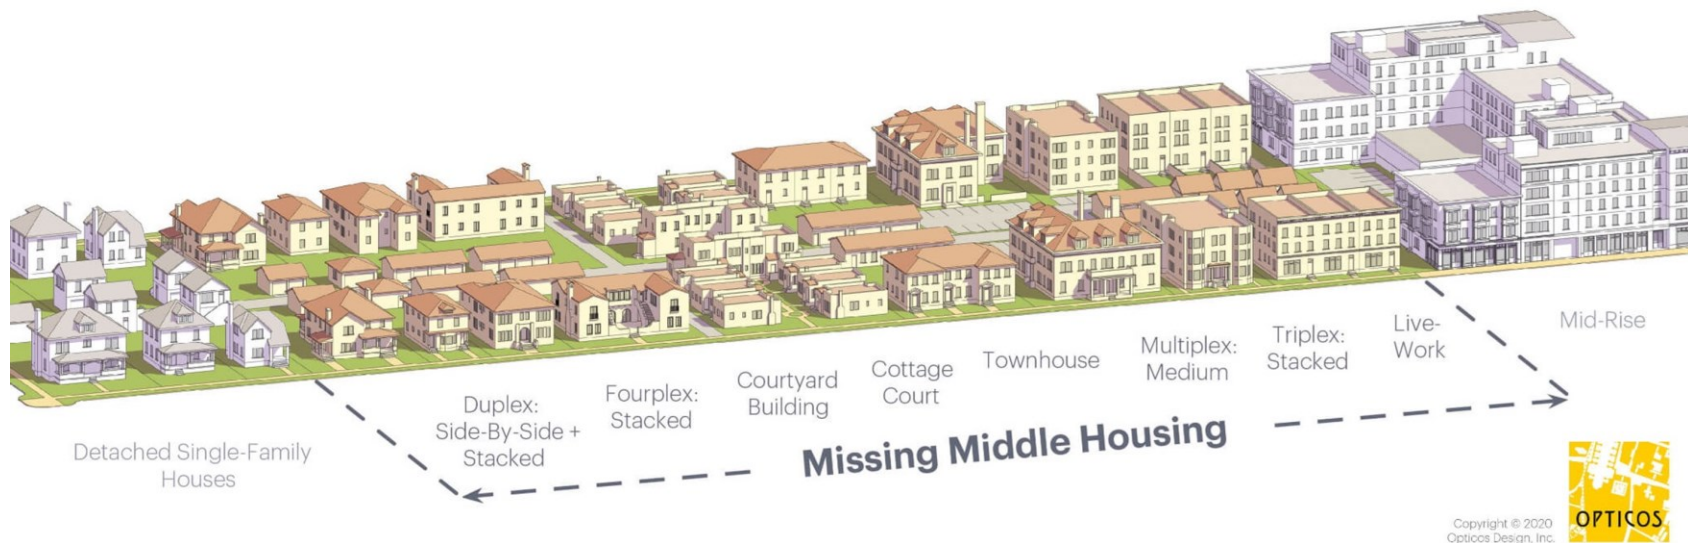 Detached Single-Family
Houses
Duplex:
Side-By-Side +
Stacked
Fourplex:
Stacked
Courtyard
Building
Cottage
Court
Townhouse
Multiplex:
Medium
Triplex:
Stacked
Live-
Work
Mid-Rise
Missing Middle Housing
Copyright © 2020
Opticos Design, Inc.
OPTICOS